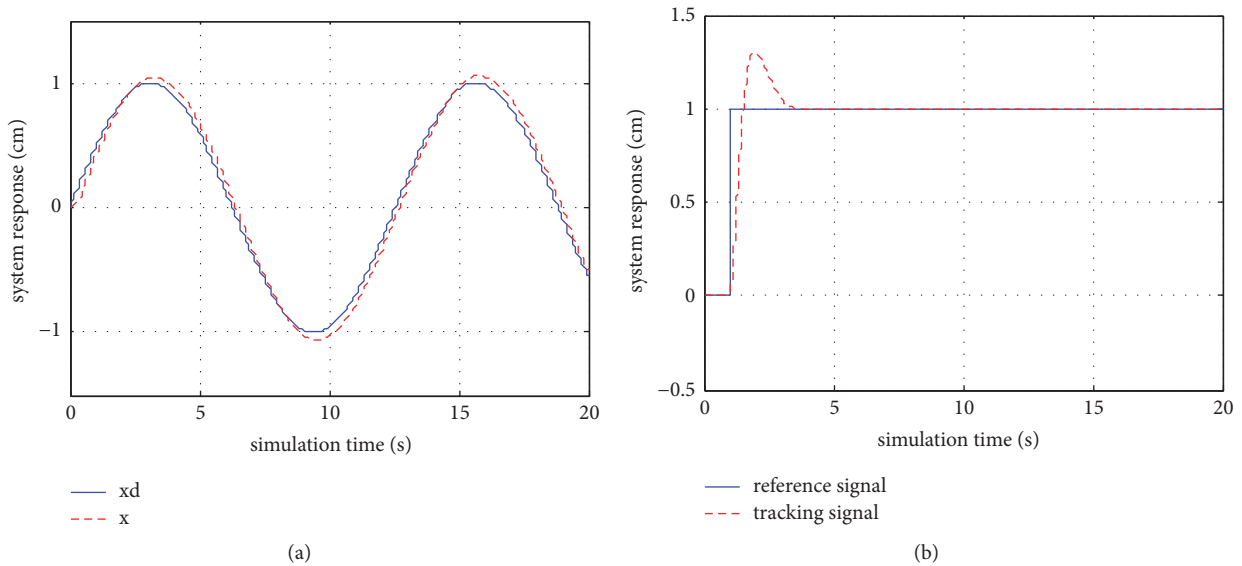 1
0
−1
system response (cm)
0 5 10 15 20
simulation time (s)
xd
x
(a)
1.5
1
0.5
0
−0.5
system response (cm)
0 5 10 15 20
simulation time (s)
reference signal
tracking signal
(b)